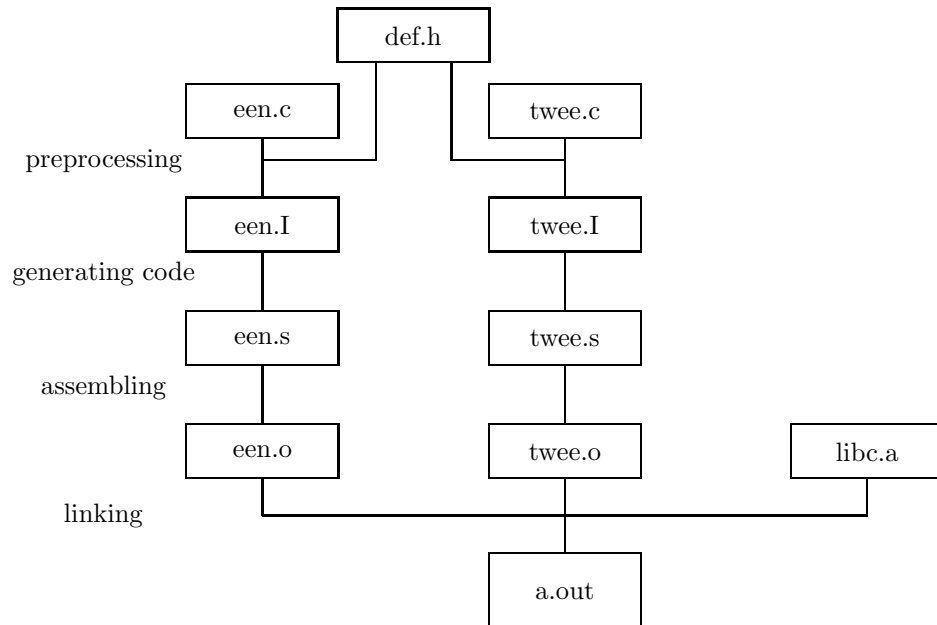 def.h
een.c
twee.c
preprocessing
een.I
twee.I
generating code
een.s
twee.s
assembling
een.o
twee.o
libc.a
linking
a.out